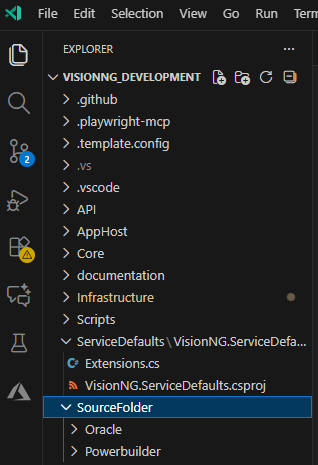 File Edit Selection View Go Run Term
EXPLORER
VISIONNG_DEVELOPMENT
.github
.playwright-mcp
.template.config
.vs
.vscode
API
AppHost
Core
documentation
Infrastructure
Scripts
ServiceDefaults\VisionNG.ServiceDefa...
C# Extensions.cs
VisionNG.ServiceDefaults.csproj
SourceFolder
Oracle
Powerbuilder
2